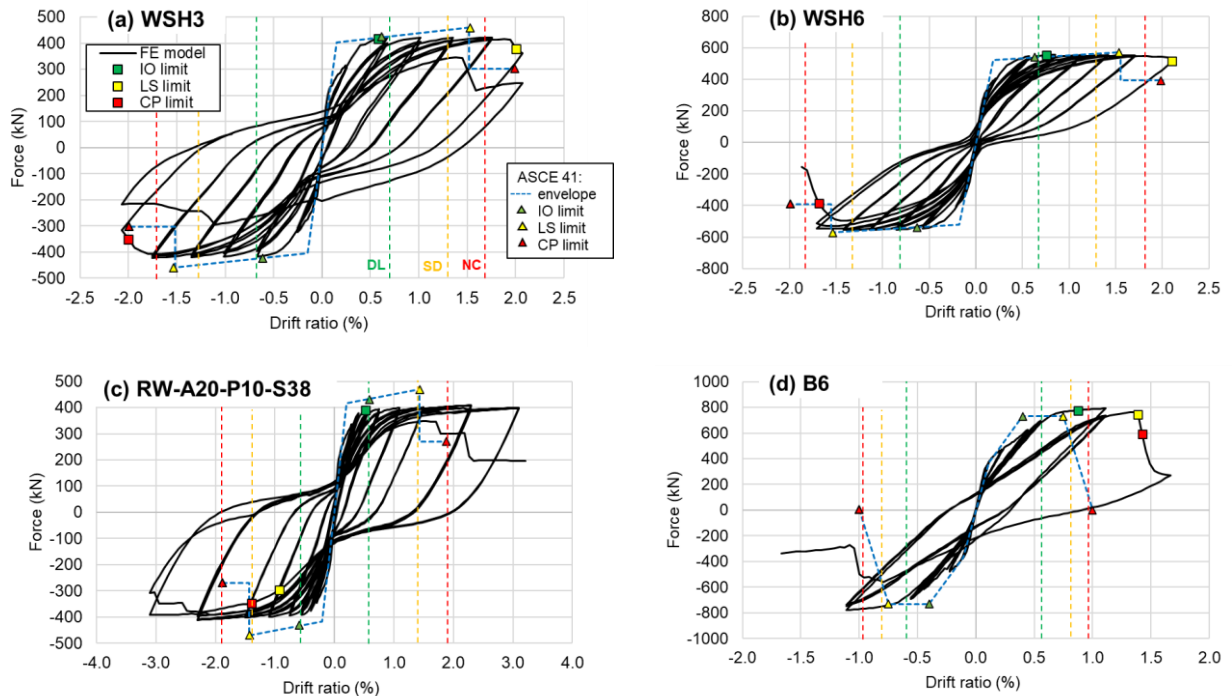 (a) WSH3
500
400
300
200
100
0
-100
-200
-300
-400
-500
Force (kN)
FE model
IO limit
LS limit
CP limit
ASCE 41:
envelope
IO limit
LS limit
CP limit
DL
SD
NC
-2.5 -2.0 -1.5 -1.0 -0.5 0.0 0.5 1.0 1.5 2.0 2.5
Drift ratio (%)
(b) WSH6
800
600
400
200
0
-200
-400
-600
-800
Force (kN)
-2.5 -2.0 -1.5 -1.0 -0.5 0.0 0.5 1.0 1.5 2.0 2.5
Drift ratio (%)
(c) RW-A20-P10-S38
500
400
300
200
100
0
-100
-200
-300
-400
-500
Force (kN)
-4.0 -3.0 -2.0 -1.0 0.0 1.0 2.0 3.0 4.0
Drift ratio (%)
(d) B6
1000
800
600
400
200
0
-200
-400
-600
-800
-1000
Force (kN)
-2.0 -1.5 -1.0 -0.5 0.0 0.5 1.0 1.5 2.0
Drift ratio (%)